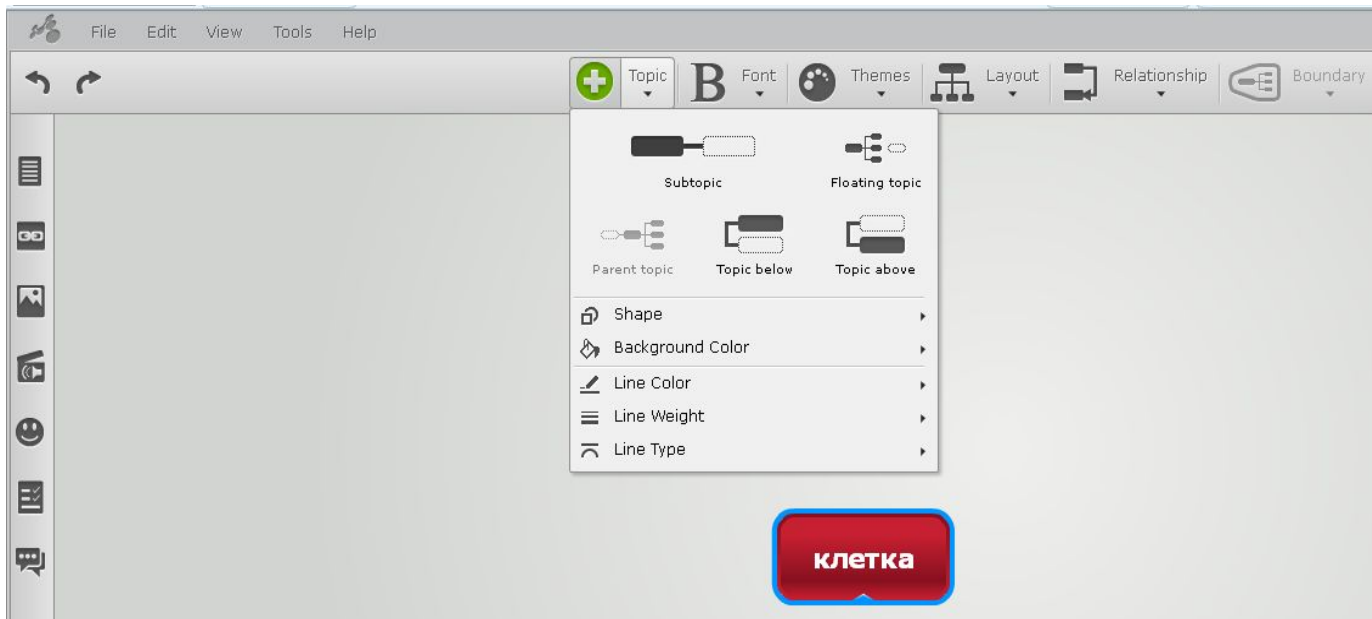 File Edit View Tools Help
Topic Font Themes Layout Relationship Boundary
Subtopic Floating topic
Parent topic Topic below Topic above
Shape
Background Color
Line Color
Line Weight
Line Type
клетка